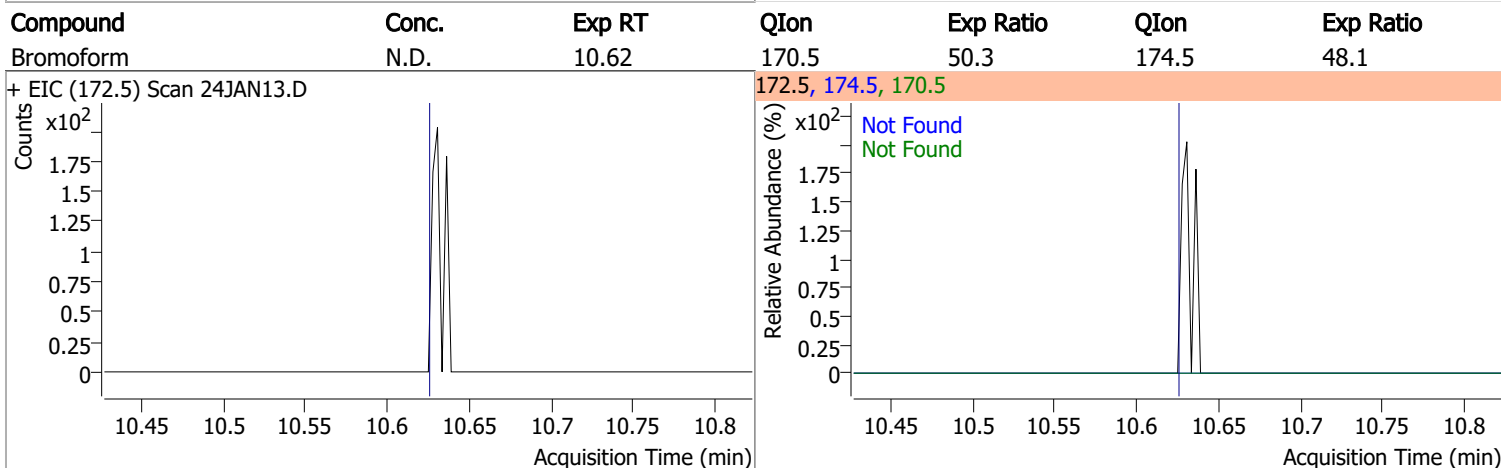 Compound Conc. Exp RT QIon Exp Ratio QIon Exp Ratio
Bromoform N.D. 10.62 170.5 50.3 174.5 48.1
+ EIC (172.5) Scan 24JAN13.D
Counts
x10²
1.75
1.5
1.25
1
0.75
0.5
0.25
0
10.45 10.5 10.55 10.6 10.65 10.7 10.75 10.8
Acquisition Time (min)
172.5, 174.5, 170.5
Relative Abundance (%)
x10²
Not Found
Not Found
1.75
1.5
1.25
1
0.75
0.5
0.25
0
10.45 10.5 10.55 10.6 10.65 10.7 10.75 10.8
Acquisition Time (min)